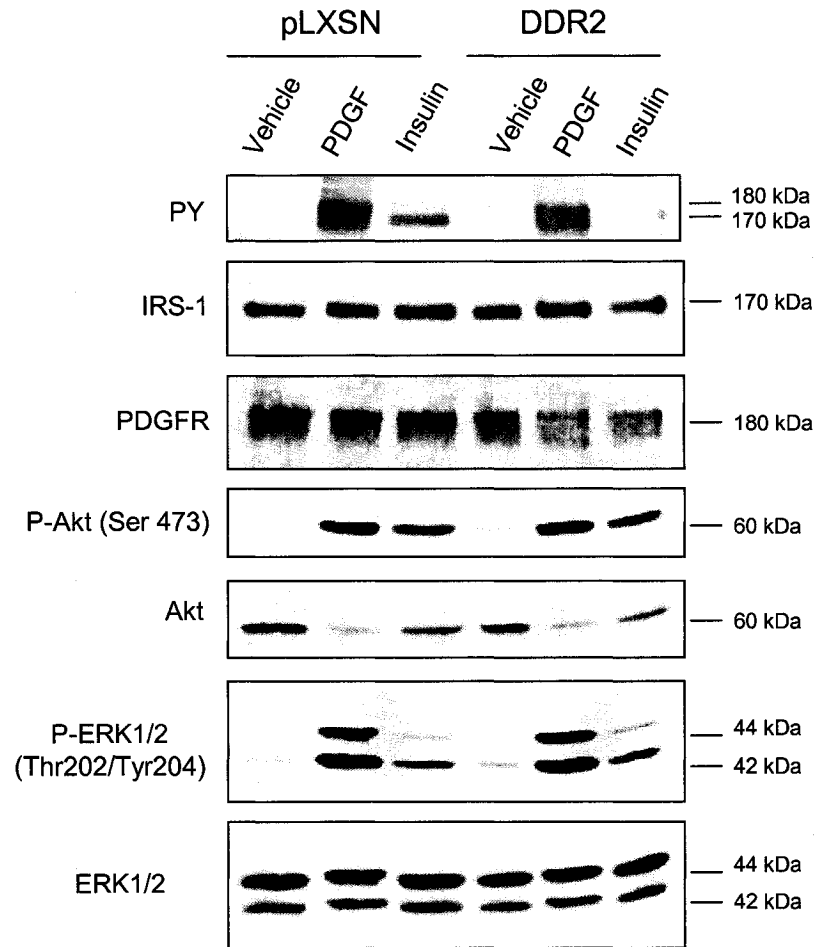 pLXSN DDR2
Vehicle PDGF Insulin Vehicle PDGF Insulin
PY 180 kDa
170 kDa
IRS-1 170 kDa
PDGFR 180 kDa
P-Akt (Ser 473) 60 kDa
Akt 60 kDa
P-ERK1/2 44 kDa
(Thr202/Tyr204) 42 kDa
ERK1/2 44 kDa
42 kDa